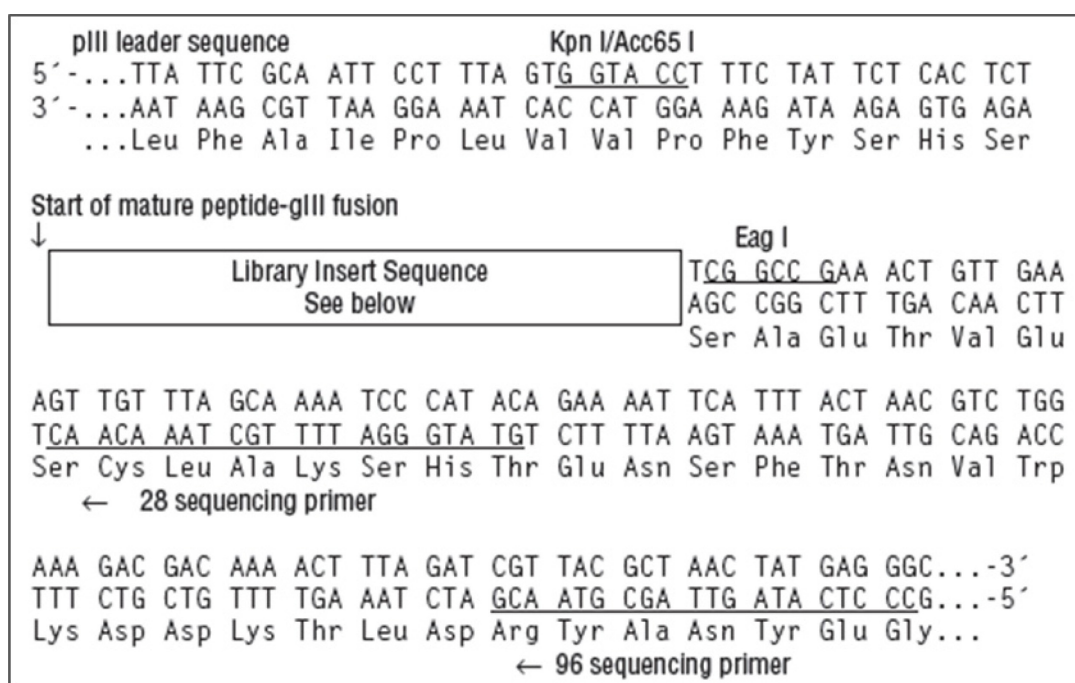 pIII leader sequence Kpn I/Acc65 I
5´-...TTA TTC GCA ATT CCT TTA GTG GTA CCT TTC TAT TCT CAC TCT
3´-...AAT AAG CGT TAA GGA AAT CAC CAT GGA AAG ATA AGA GTG AGA
...Leu Phe Ala Ile Pro Leu Val Val Pro Phe Tyr Ser His Ser
Start of mature peptide-gIII fusion
↓
Eag I
Library Insert Sequence TCG GCC GAA ACT GTT GAA
See below AGC CGG CTT TGA CAA CTT
Ser Ala Glu Thr Val Glu
AGT TGT TTA GCA AAA TCC CAT ACA GAA AAT TCA TTT ACT AAC GTC TGG
TCA ACA AAT CGT TTT AGG GTA TGT CTT TTA AGT AAA TGA TTG CAG ACC
Ser Cys Leu Ala Lys Ser His Thr Glu Asn Ser Phe Thr Asn Val Trp
← 28 sequencing primer
AAA GAC GAC AAA ACT TTA GAT CGT TAC GCT AAC TAT GAG GGC...-3´
TTT CTG CTG TTT TGA AAT CTA GCA ATG CGA TTG ATA CTC CCG...-5´
Lys Asp Asp Lys Thr Leu Asp Arg Tyr Ala Asn Tyr Glu Gly...
← 96 sequencing primer